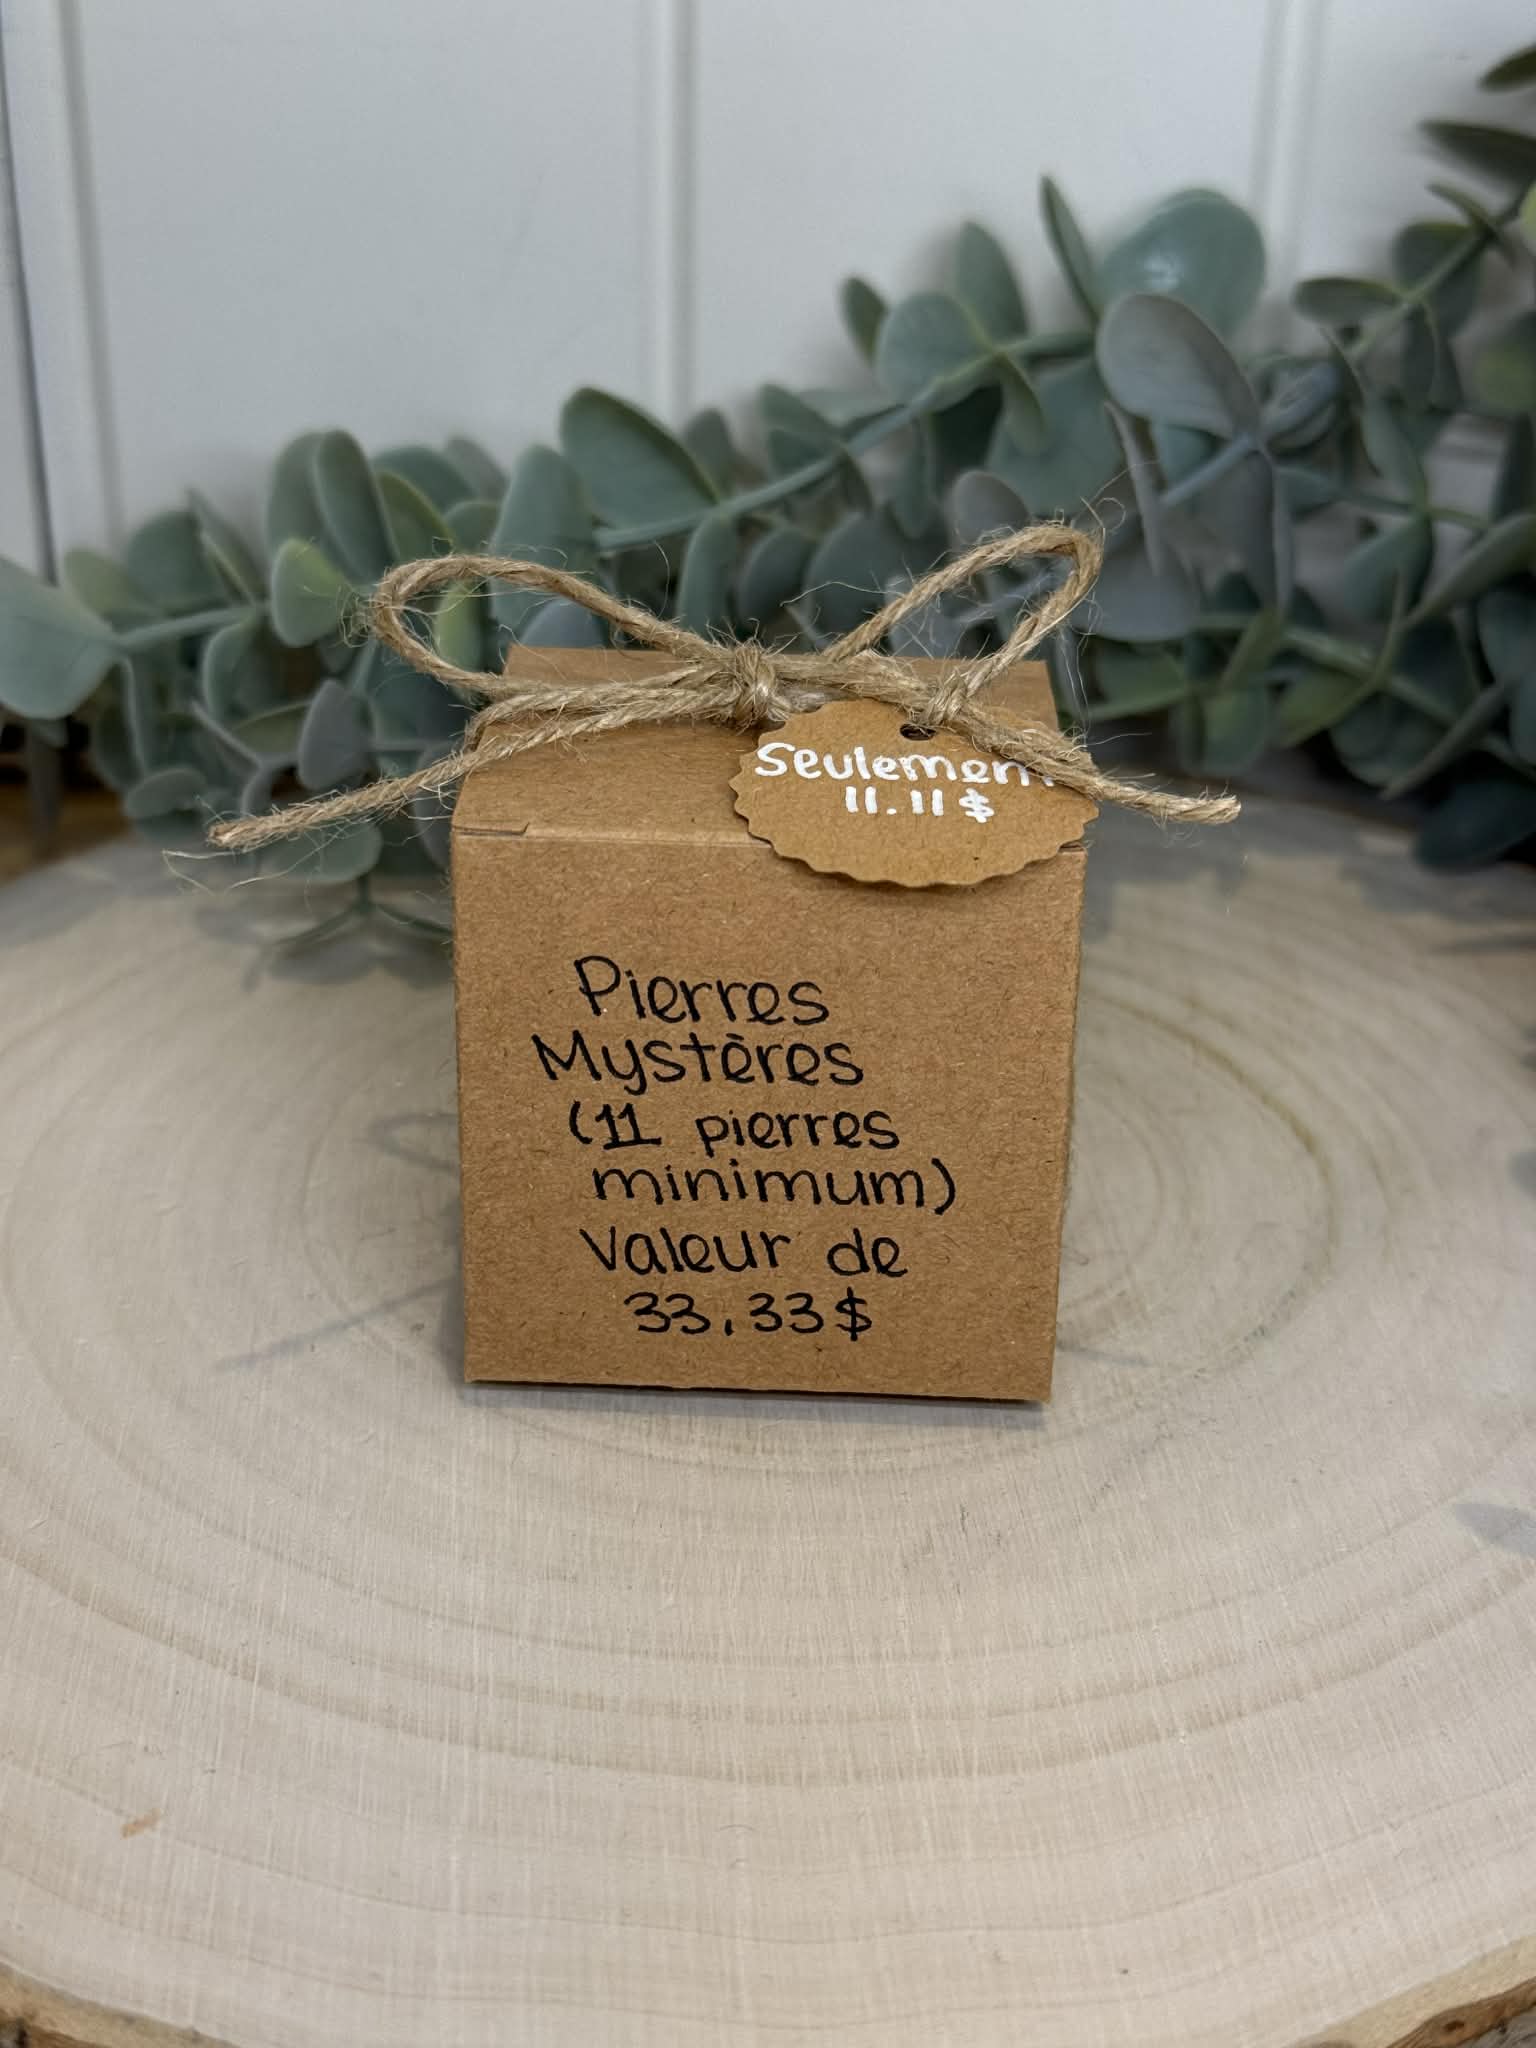 Seulement
11.11$
Pierres
Mystères
(11 pierres
minimum)
Valeur de
33,33$